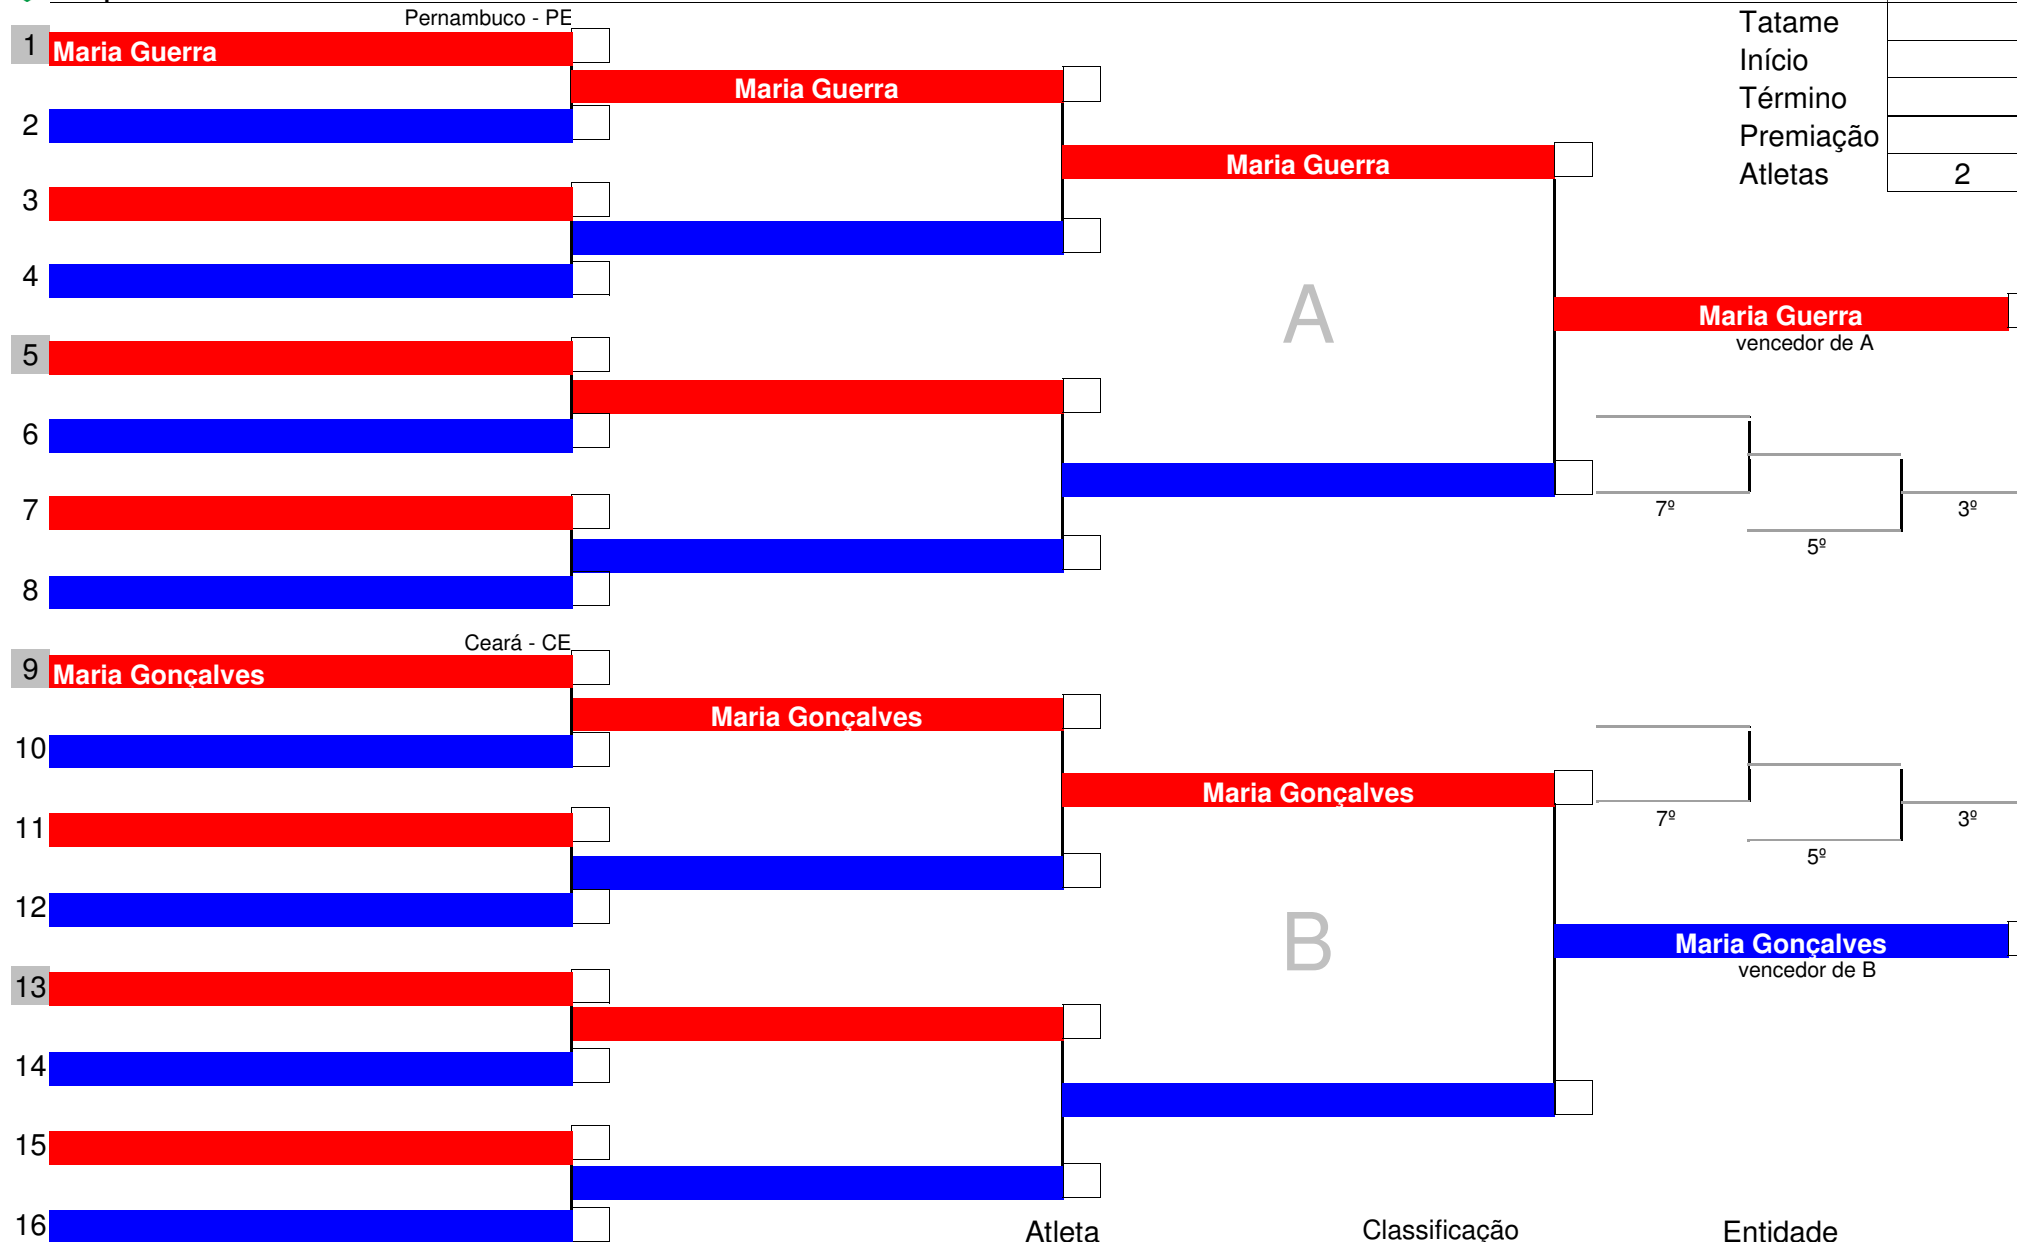 Pernambuco - PE
Tatame
1 Maria Guerra
Início
Maria Guerra
Término
2
Premiação
Maria Guerra
Atletas 2
3
4
A
Maria Guerra
vencedor de A
5
6
7
7º 3º
5º
8
Ceará - CE
9 Maria Gonçalves
Maria Gonçalves
10
Maria Gonçalves
11
7º 3º
5º
12
B
Maria Gonçalves
vencedor de B
13
14
15
16
Atleta Classificação Entidade